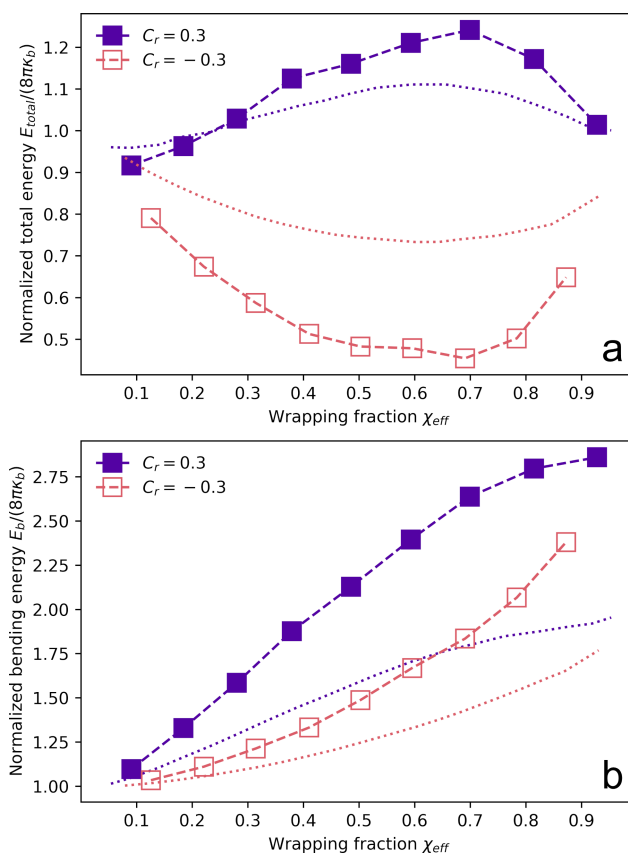 Normalized total energy E_total/(8πκ_b)
1.2
1.1
1.0
0.9
0.8
0.7
0.6
0.5
C_r = 0.3
C_r = −0.3
a
0.1 0.2 0.3 0.4 0.5 0.6 0.7 0.8 0.9
Wrapping fraction χ_eff
Normalized bending energy E_b/(8πκ_b)
2.75
2.50
2.25
2.00
1.75
1.50
1.25
1.00
C_r = 0.3
C_r = −0.3
b
0.1 0.2 0.3 0.4 0.5 0.6 0.7 0.8 0.9
Wrapping fraction χ_eff